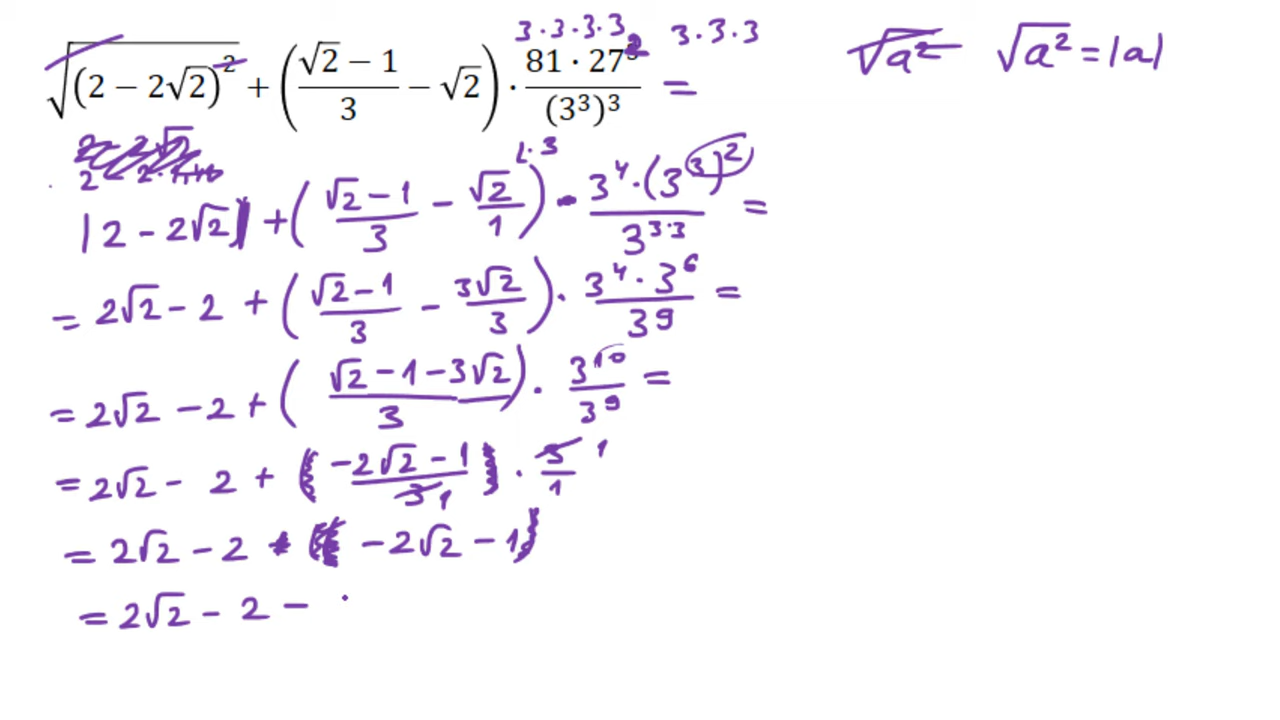 3·3·3·3 3·3·3
√(2 − 2√2)² + ((√2 − 1)/3 − √2) · (81 · 27²)/(3³)³ =
√a² √a² = |a|
|2 - 2√2| + ((√2 - 1)/3 - √2/1) - (3⁴·(3³)²)/3^(3·3) =
= 2√2 - 2 + ((√2-1)/3 - 3√2/3) · (3⁴·3⁶)/3⁹ =
= 2√2 - 2 + ((√2 - 1 - 3√2)/3) · 3¹⁰/3⁹ =
= 2√2 - 2 + {(-2√2 - 1)/3 1} · 3/1 1
= 2√2 - 2 + ( -2√2 - 1)
= 2√2 - 2 -